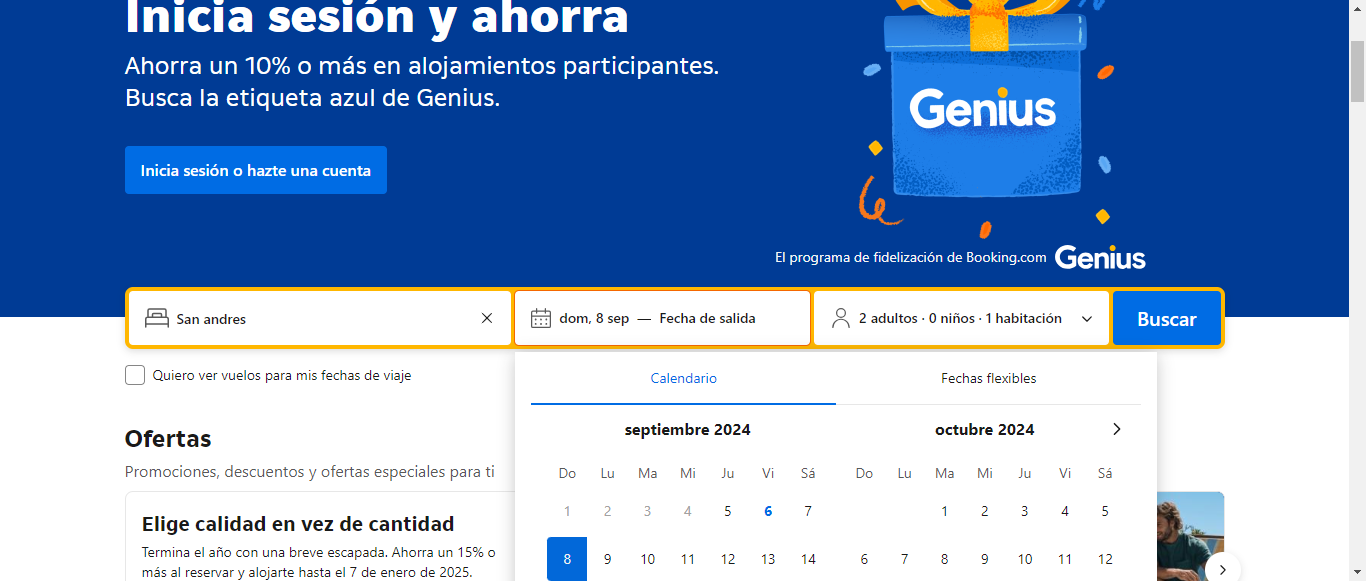 Inicia sesión y ahorra
Ahorra un 10% o más en alojamientos participantes.
Busca la etiqueta azul de Genius.
Genius
Inicia sesión o hazte una cuenta
El programa de fidelización de Booking.com Genius
San andres
dom, 8 sep — Fecha de salida
2 adultos · 0 niños · 1 habitación
Buscar
Quiero ver vuelos para mis fechas de viaje
Calendario
Fechas flexibles
septiembre 2024
Do Lu Ma Mi Ju Vi Sá
1 2 3 4 5 6 7
8 9 10 11 12 13 14
octubre 2024
Do Lu Ma Mi Ju Vi Sá
1 2 3 4 5
6 7 8 9 10 11 12
Ofertas
Promociones, descuentos y ofertas especiales para ti
Elige calidad en vez de cantidad
Termina el año con una breve escapada. Ahorra un 15% o
más al reservar y alojarte hasta el 7 de enero de 2025.